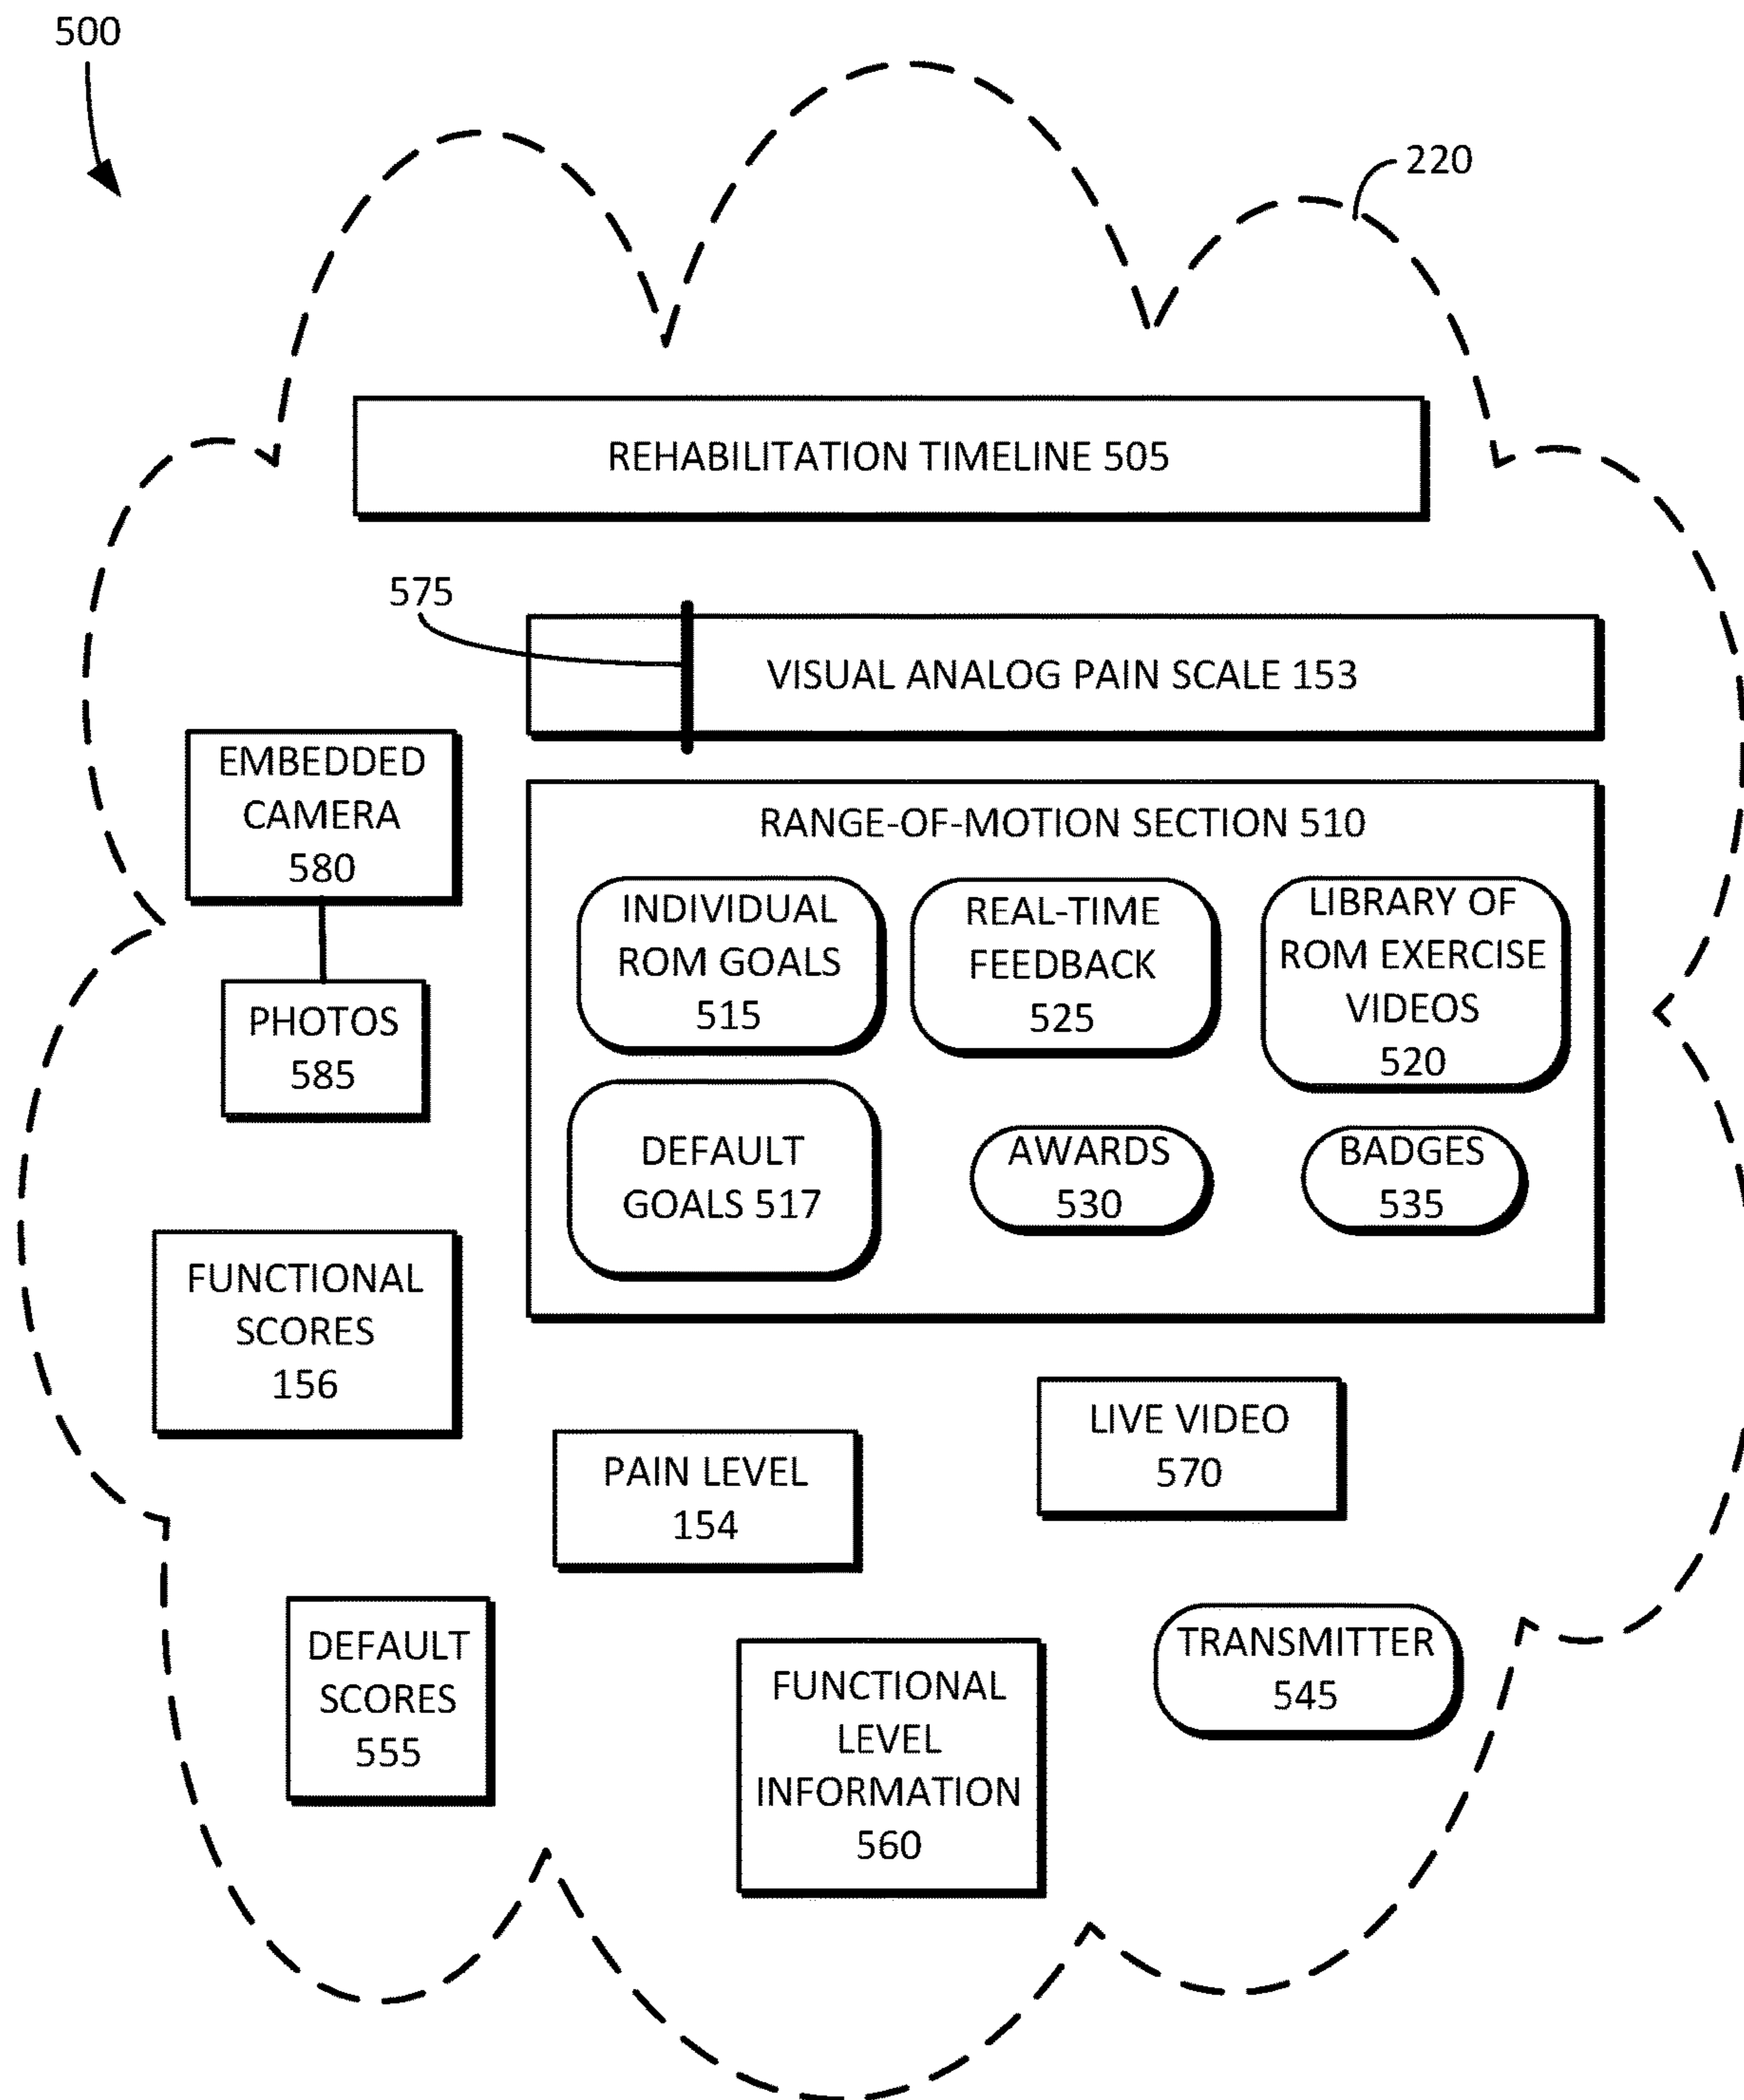 500
220
REHABILITATION TIMELINE 505
575
VISUAL ANALOG PAIN SCALE 153
EMBEDDED
CAMERA
580
PHOTOS
585
RANGE-OF-MOTION SECTION 510
INDIVIDUAL
ROM GOALS
515
REAL-TIME
FEEDBACK
525
LIBRARY OF
ROM EXERCISE
VIDEOS
520
DEFAULT
GOALS 517
AWARDS
530
BADGES
535
FUNCTIONAL
SCORES
156
LIVE VIDEO
570
PAIN LEVEL
154
DEFAULT
SCORES
555
FUNCTIONAL
LEVEL
INFORMATION
560
TRANSMITTER
545